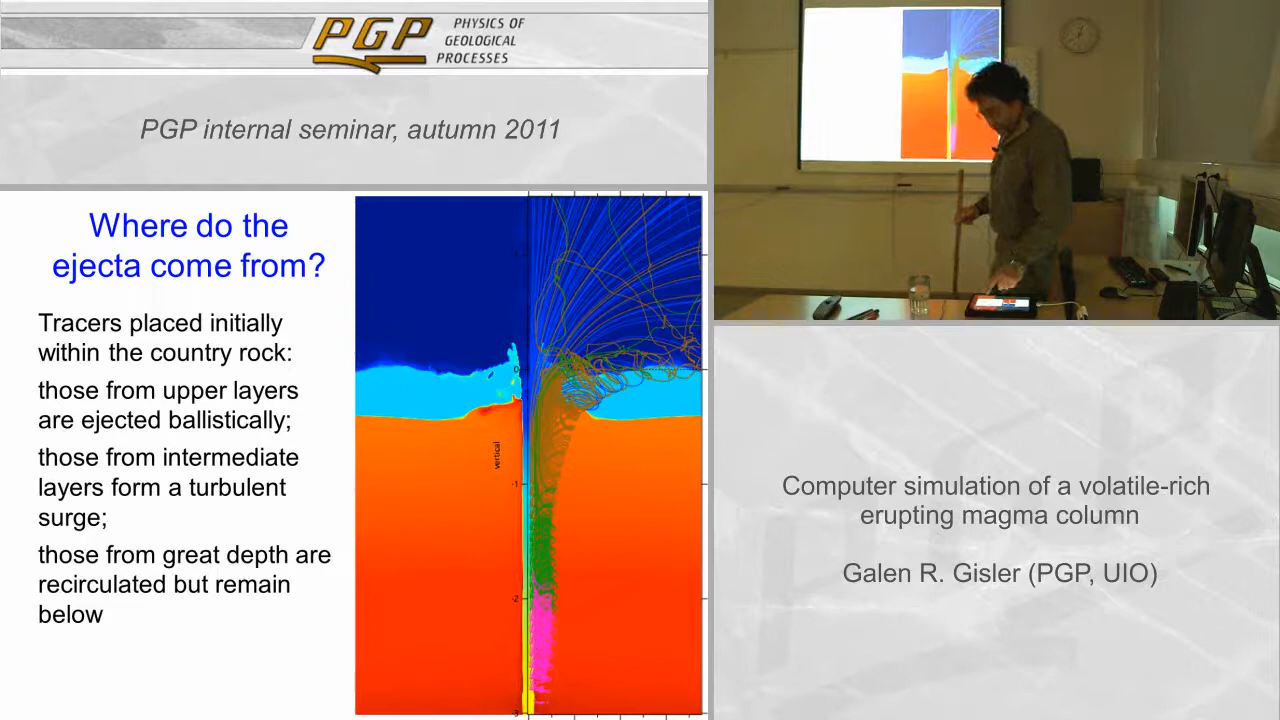 PGP
PHYSICS OF
GEOLOGICAL
PROCESSES
PGP internal seminar, autumn 2011
Where do the
ejecta come from?
Tracers placed initially
within the country rock:
those from upper layers
are ejected ballistically;
those from intermediate
layers form a turbulent
surge;
those from great depth are
recirculated but remain
below
vertical
0
-1
-2
-3
Computer simulation of a volatile-rich
erupting magma column
Galen R. Gisler (PGP, UIO)